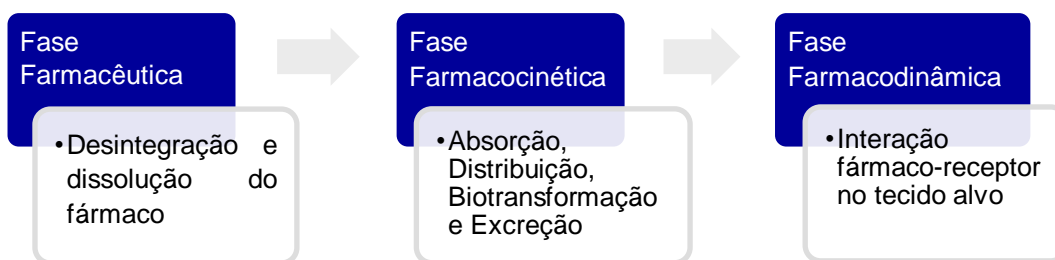 Fase
Farmacêutica
•Desintegração e
dissolução do
fármaco
Fase
Farmacocinética
•Absorção,
Distribuição,
Biotransformação
e Excreção
Fase
Farmacodinâmica
•Interação
fármaco-receptor
no tecido alvo